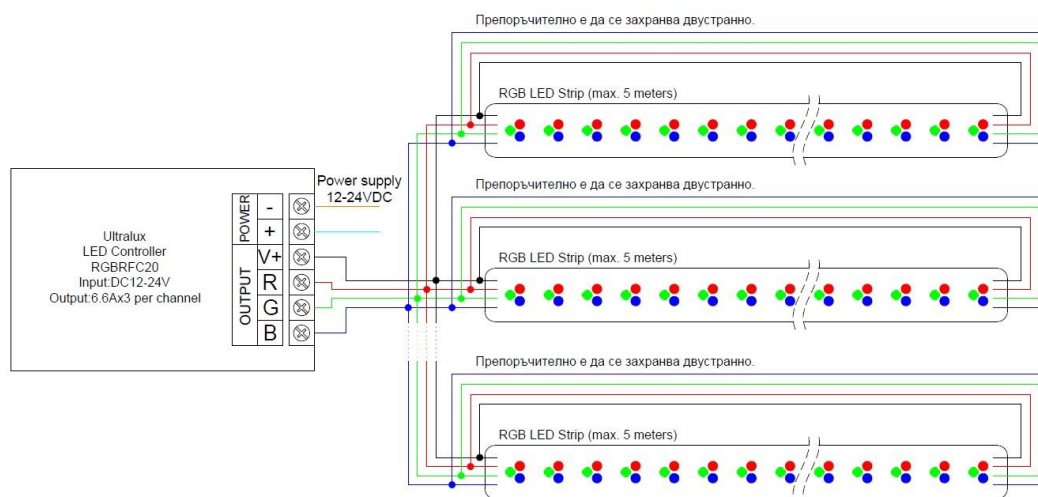 Препоръчително е да се захранва двустранно.
RGB LED Strip (max. 5 meters)
Power supply
12-24VDC
Ultralux
LED Controller
RGBRFC20
Input:DC12-24V
Output:6.6Ax3 per channel
POWER
-
+
OUTPUT
V+
R
G
B
Препоръчително е да се захранва двустранно.
RGB LED Strip (max. 5 meters)
Препоръчително е да се захранва двустранно.
RGB LED Strip (max. 5 meters)